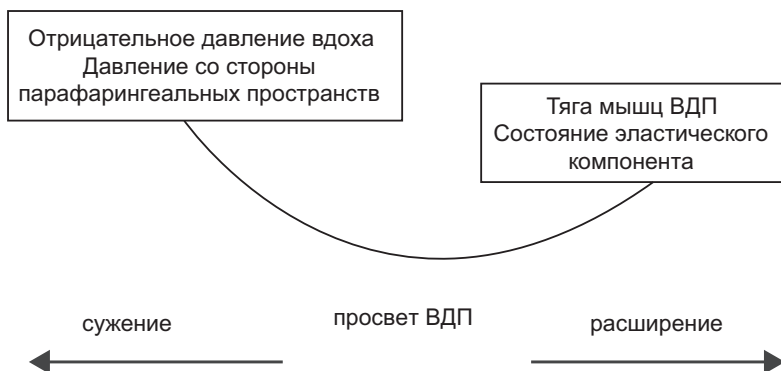 Отрицательное давление вдоха
Давление со стороны
парафарингеальных пространств
Тяга мышц ВДП
Состояние эластического
компонента
сужение
просвет ВДП
расширение